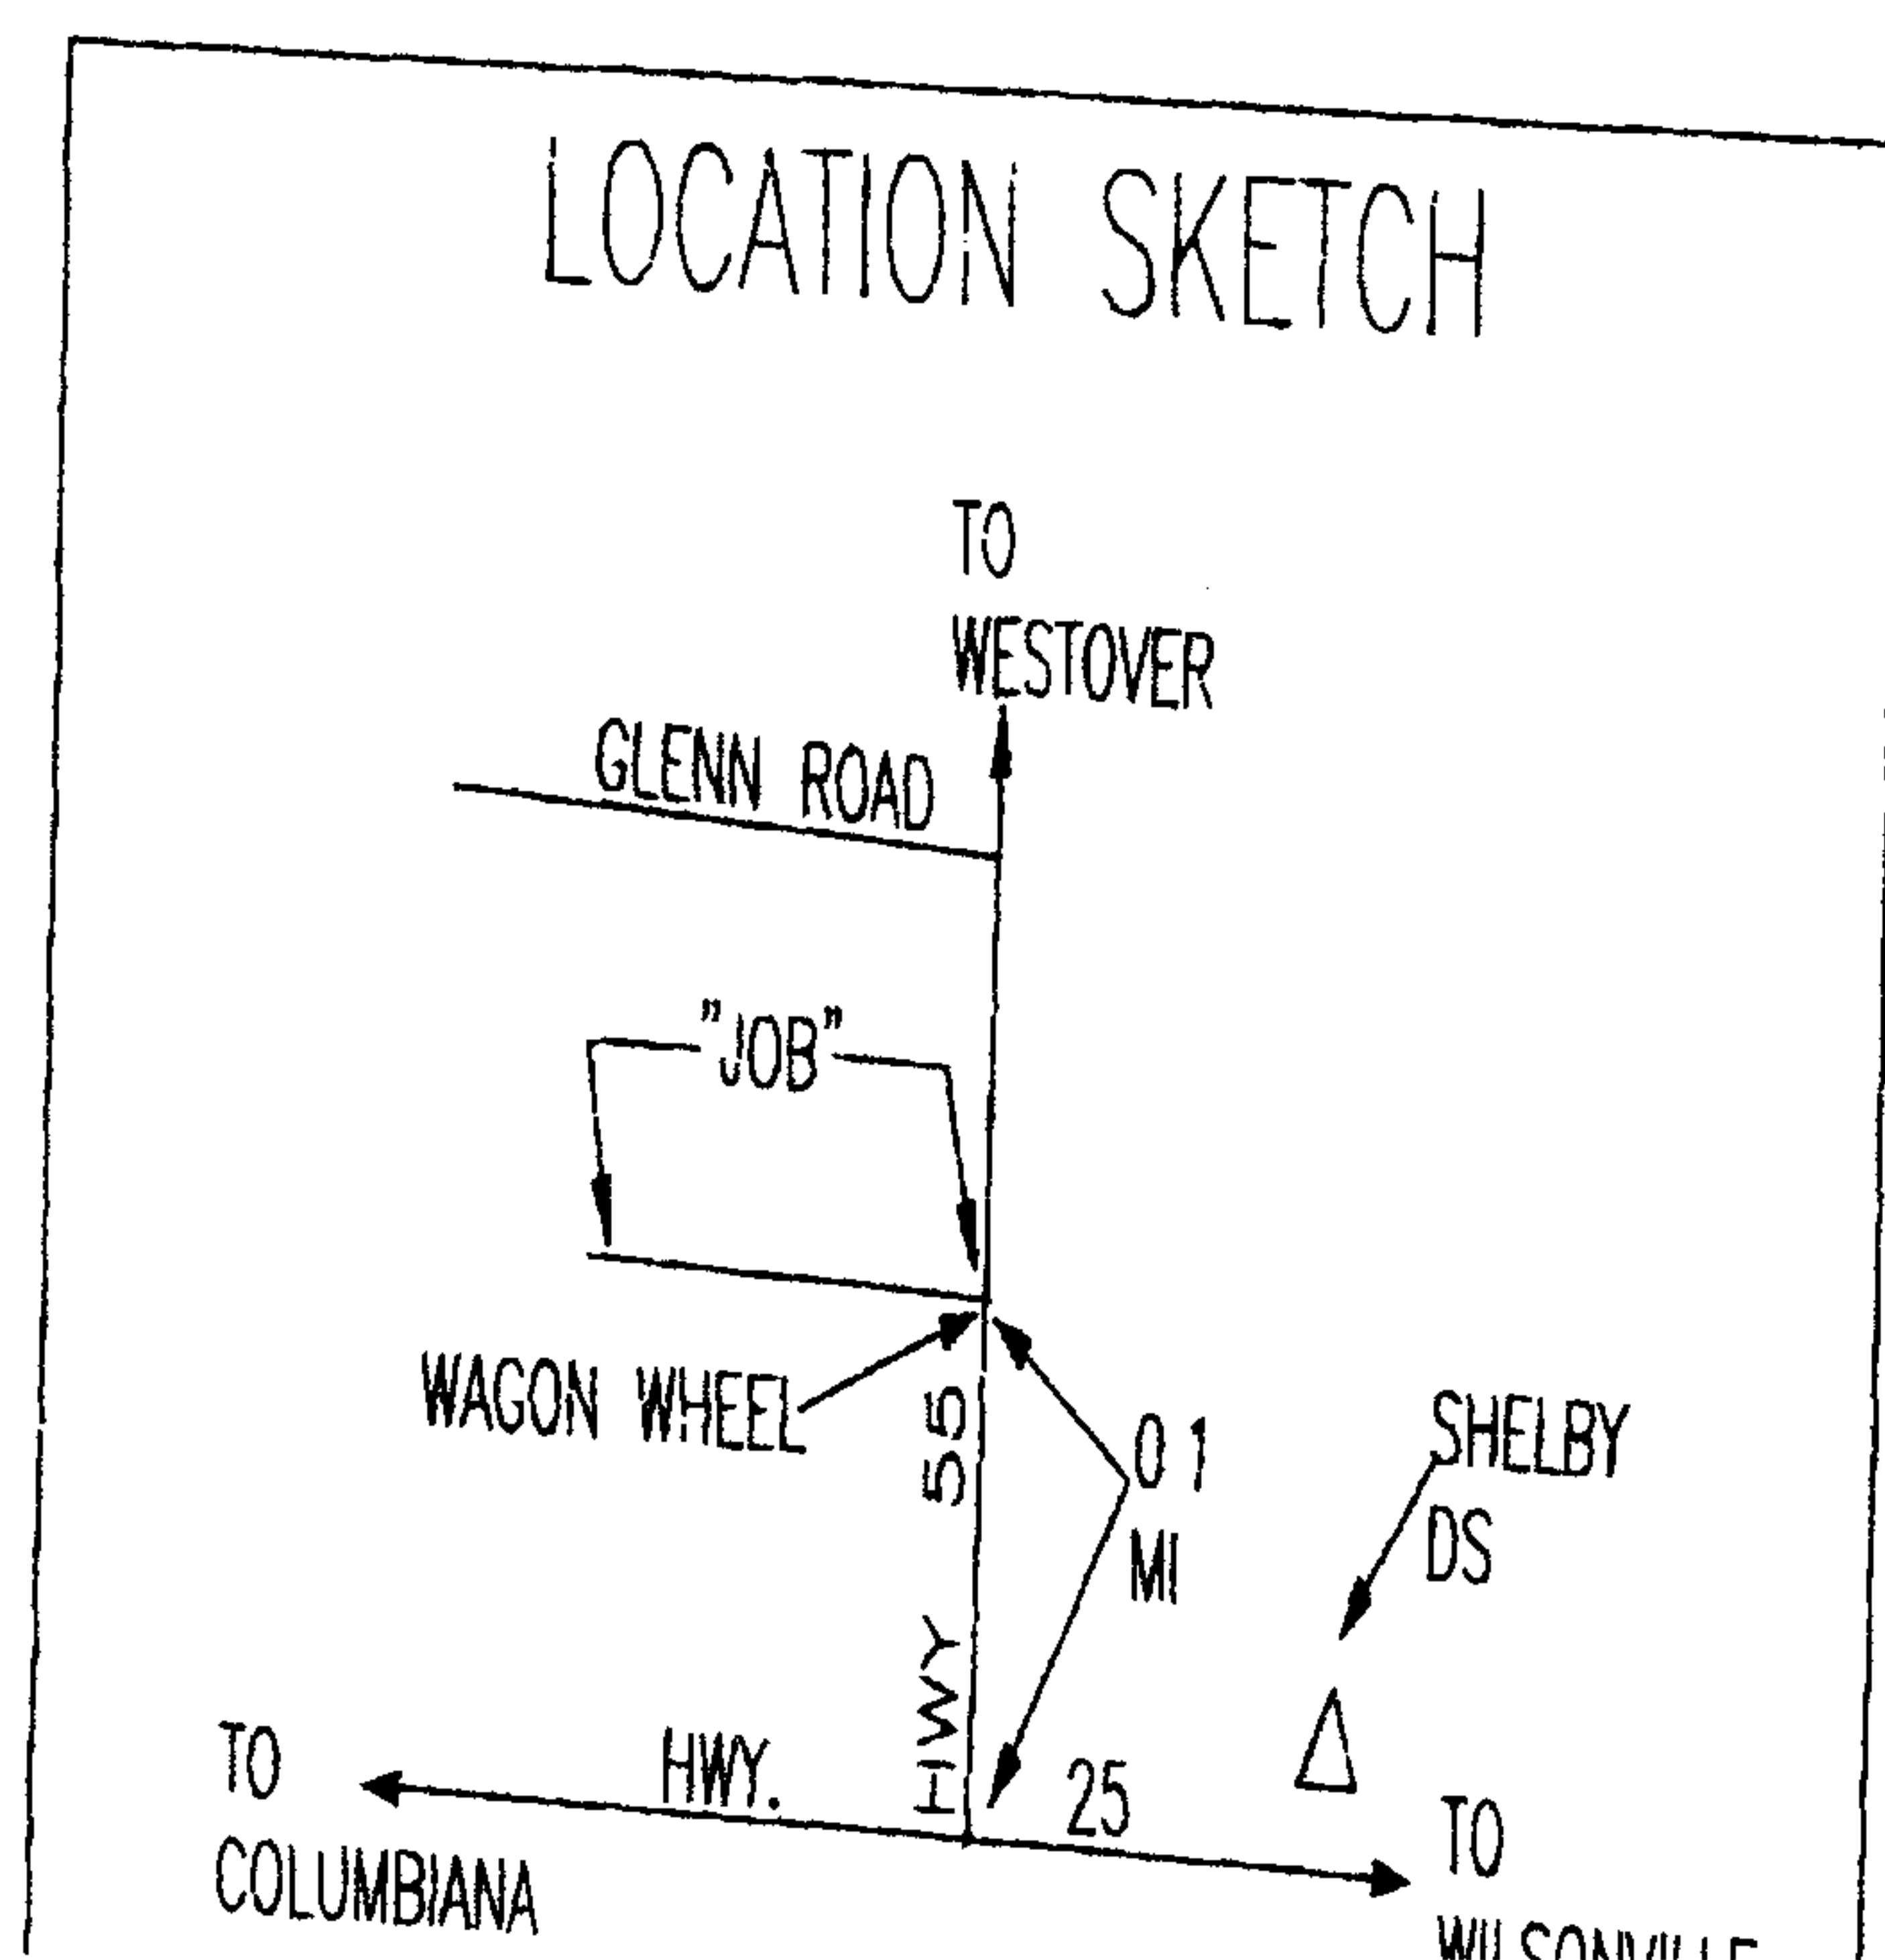 LOCATION SKETCH
TO
WESTOVER
GLENN ROAD
"JOB"
WAGON WHEEL
HWY 55
0 1
MI
SHELBY
DS
TO
COLUMBIANA
HWY. 25
TO
WILSONVILLE